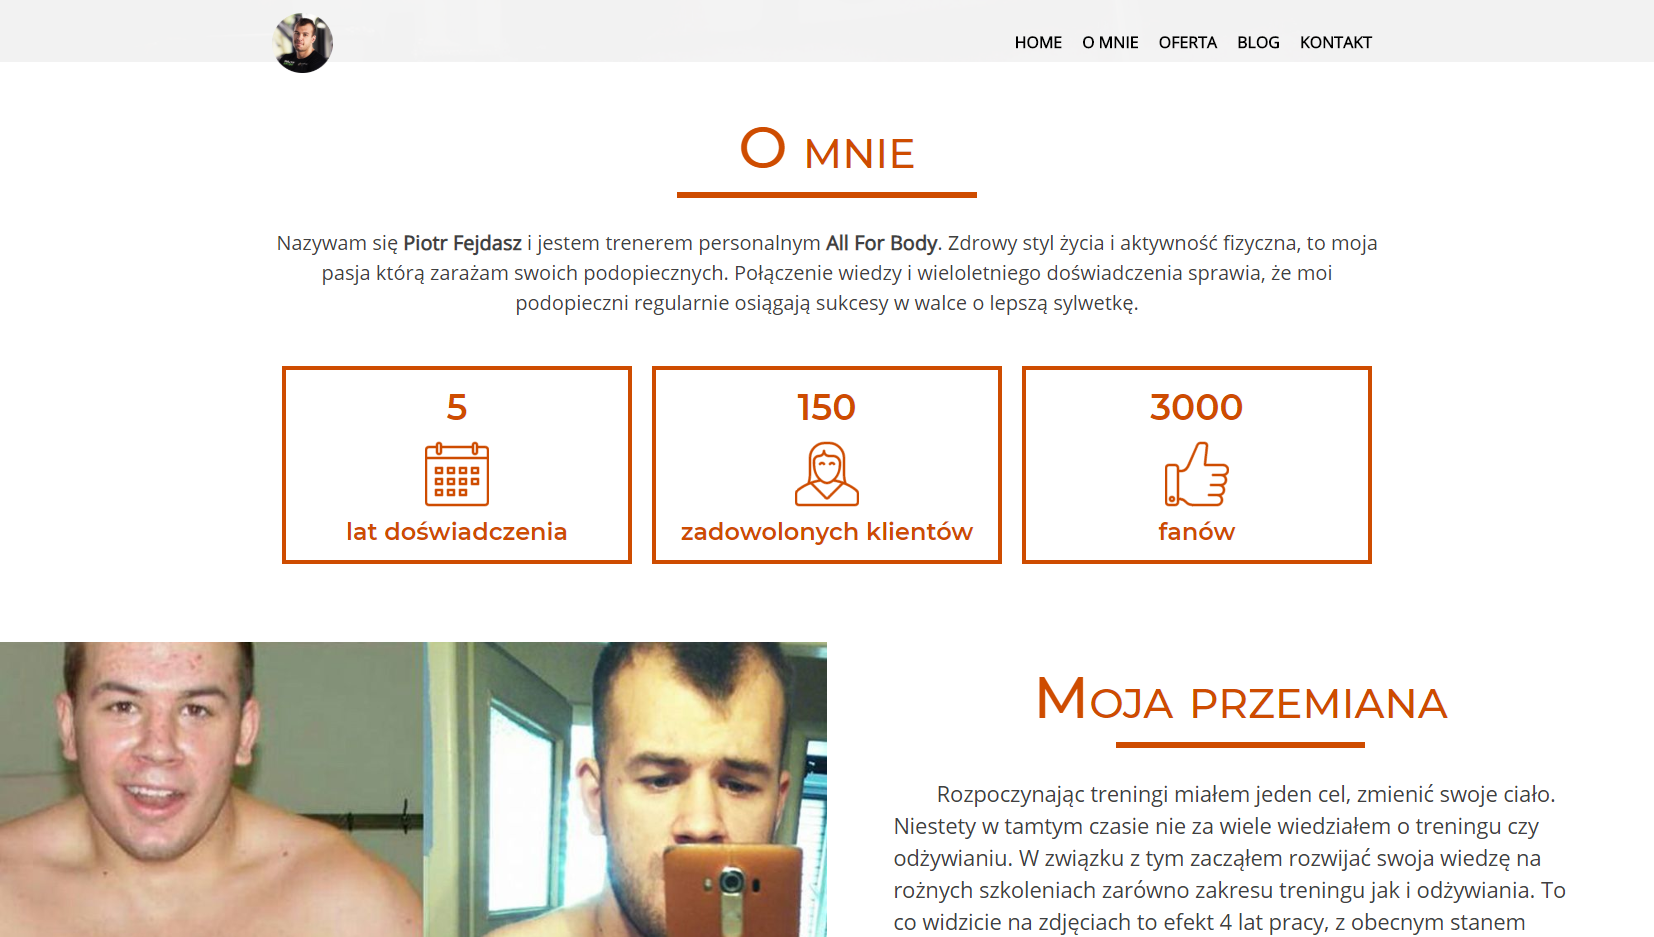 HOME O MNIE OFERTA BLOG KONTAKT
O MNIE
Nazywam się Piotr Fejdasz i jestem trenerem personalnym All For Body. Zdrowy styl życia i aktywność fizyczna, to moja
pasja którą zarażam swoich podopiecznych. Połączenie wiedzy i wieloletniego doświadczenia sprawia, że moi
podopieczni regularnie osiągają sukcesy w walce o lepszą sylwetkę.
5
lat doświadczenia
150
zadowolonych klientów
3000
fanów
MOJA PRZEMIANA
Rozpoczynając treningi miałem jeden cel, zmienić swoje ciało.
Niestety w tamtym czasie nie za wiele wiedziałem o treningu czy
odżywianiu. W związku z tym zacząłem rozwijać swoja wiedzę na
rożnych szkoleniach zarówno zakresu treningu jak i odżywiania. To
co widzicie na zdjęciach to efekt 4 lat pracy, z obecnym stanem